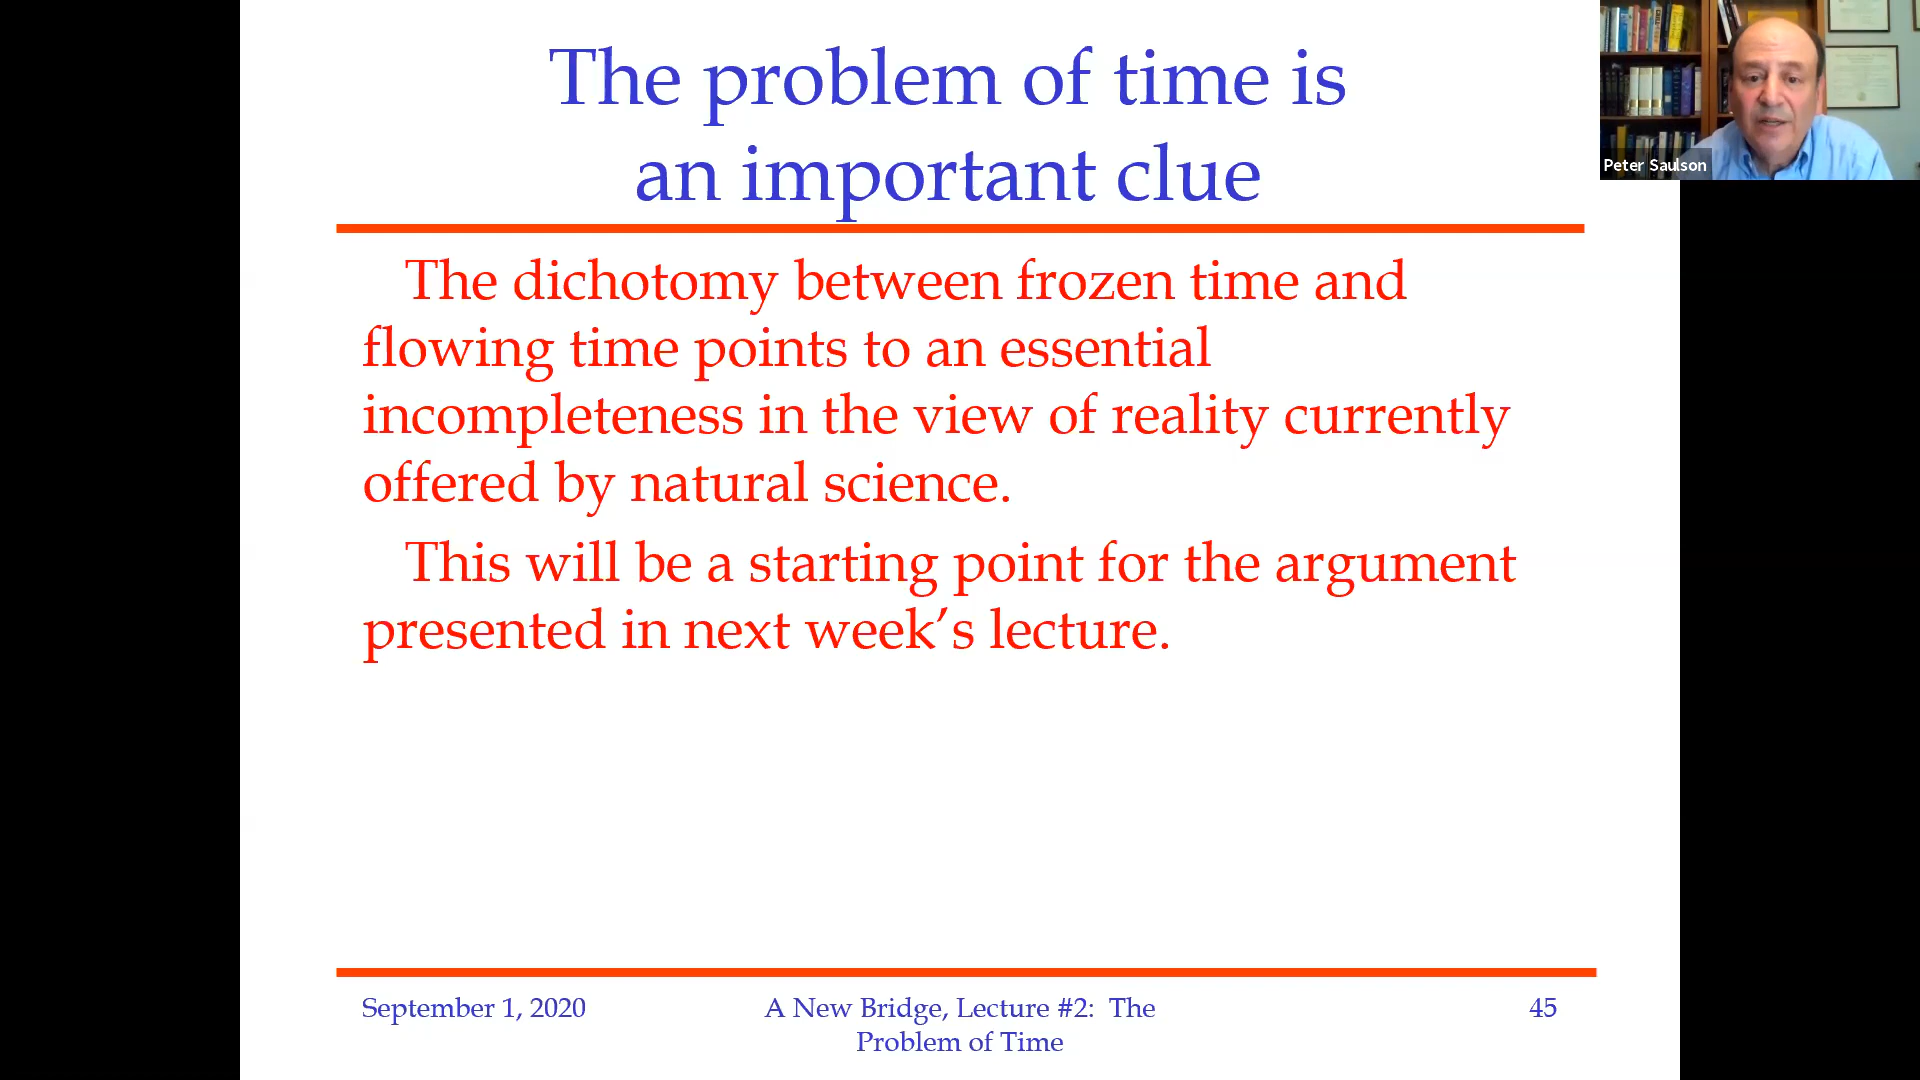 The problem of time is
an important clue
Peter Saulson
The dichotomy between frozen time and
flowing time points to an essential
incompleteness in the view of reality currently
offered by natural science.
This will be a starting point for the argument
presented in next week’s lecture.
September 1, 2020
A New Bridge, Lecture #2: The
Problem of Time
45